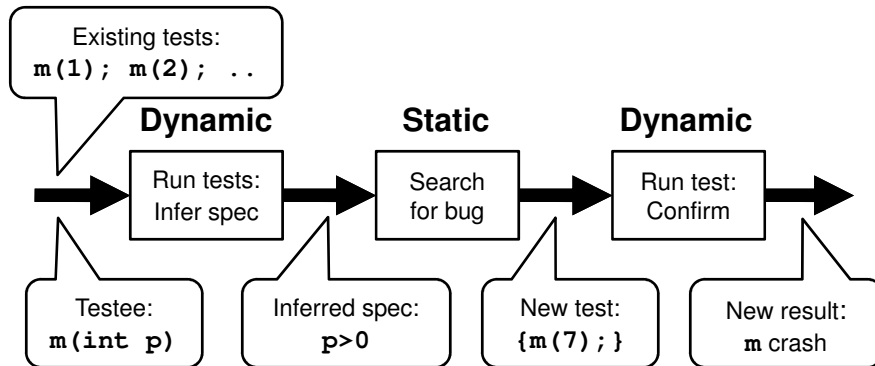 Existing tests:
m(1); m(2); ..
Dynamic
Static
Dynamic
Run tests:
Infer spec
Search
for bug
Run test:
Confirm
Testee:
m(int p)
Inferred spec:
p>0
New test:
{m(7);}
New result:
m crash